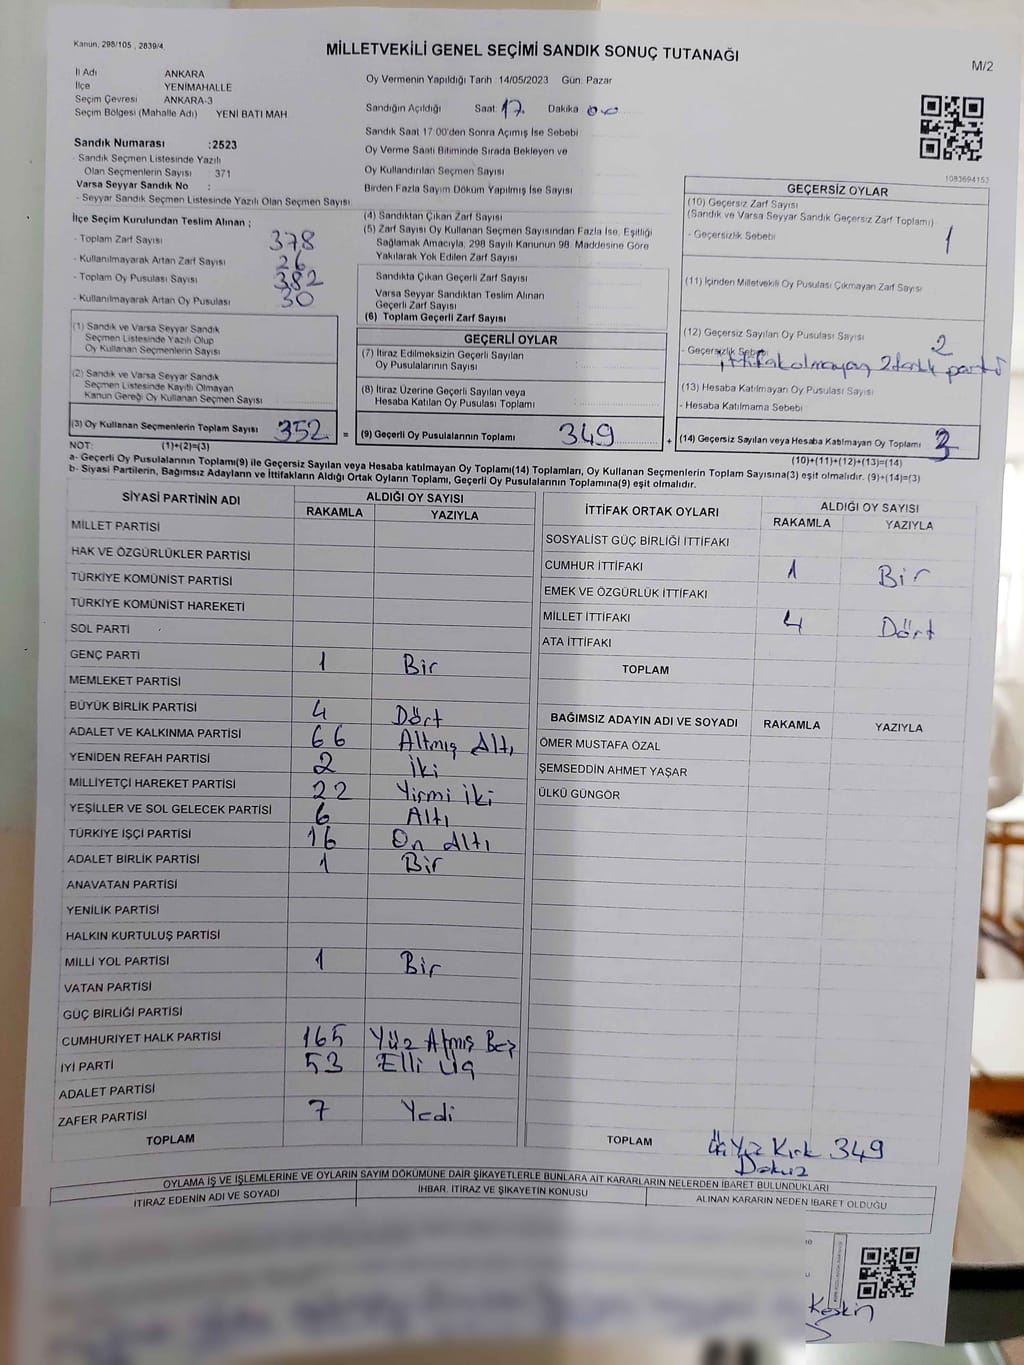 Kanun, 298/105 , 2839/4,
MİLLETVEKİLİ GENEL SEÇİMİ SANDIK SONUÇ TUTANAĞI
M/2
İl Adı ANKARA
İlçe YENİMAHALLE
Seçim Çevresi ANKARA-3
Seçim Bölgesi (Mahalle Adı) YENİ BATI MAH
Oy Vermenin Yapıldığı Tarih 14/05/2023 Gün: Pazar
Sandığın Açıldığı Saat: 17. Dakika 00
Sandık Saat 17:00'den Sonra Açımış İse Sebebi
Oy Verme Saati Bitiminde Sırada Bekleyen ve
Oy Kullandırılan Seçmen Sayısı
Birden Fazla Sayım Döküm Yapılmış İse Sayısı
Sandık Numarası :2523
- Sandık Seçmen Listesinde Yazılı
Olan Seçmenlerin Sayısı : 371
Varsa Seyyar Sandık No :
- Seyyar Sandık Seçmen Listesinde Yazılı Olan Seçmen Sayısı
1083694153
İlçe Seçim Kurulundan Teslim Alınan ;
- Toplam Zarf Sayısı 378
- Kullanılmayarak Artan Zarf Sayısı 26
- Toplam Oy Pusulası Sayısı 382
- Kullanılmayarak Artan Oy Pusulası 30
(1) Sandık ve Varsa Seyyar Sandık
Seçmen Listesinde Yazılı Olup
Oy Kullanan Seçmenlerin Sayısı
(2) Sandık ve Varsa Seyyar Sandık
Seçmen Listesinde Kayıtlı Olmayan
Kanun Gereği Oy Kullanan Seçmen Sayısı
(3) Oy Kullanan Seçmenlerin Toplam Sayısı 352 =
(4) Sandıktan Çıkan Zarf Sayısı
(5) Zarf Sayısı Oy Kullanan Seçmen Sayısından Fazla İse, Eşitliği
Sağlamak Amacıyla, 298 Sayılı Kanunun 98. Maddesine Göre
Yakılarak Yok Edilen Zarf Sayısı
Sandıkta Çıkan Geçerli Zarf Sayısı
Varsa Seyyar Sandıktan Teslim Alınan
Geçerli Zarf Sayısı
(6) Toplam Geçerli Zarf Sayısı
GEÇERLİ OYLAR
(7) İtiraz Edilmeksizin Geçerli Sayılan
Oy Pusulalarının Sayısı
(8) İtiraz Üzerine Geçerli Sayılan veya
Hesaba Katılan Oy Pusulası Toplamı
(9) Geçerli Oy Pusulalarının Toplamı 349 +
GEÇERSİZ OYLAR
(10) Geçersiz Zarf Sayısı
(Sandık ve Varsa Seyyar Sandık Geçersiz Zarf Toplamı)
- Geçersizlik Sebebi 1
(11) İçinden Milletvekili Oy Pusulası Çıkmayan Zarf Sayısı
(12) Geçersiz Sayılan Oy Pusulası Sayısı 2
- Geçersizlik Sebebi
ittifak olmayan 2 farklı parti
(13) Hesaba Katılmayan Oy Pusulası Sayısı
- Hesaba Katılmama Sebebi
(14) Geçersiz Sayılan veya Hesaba Katılmayan Oy Toplamı 3
NOT: (1)+(2)=(3)
(10)+(11)+(12)+(13)=(14)
a- Geçerli Oy Pusulalarının Toplamı(9) ile Geçersiz Sayılan veya Hesaba katılmayan Oy Toplamı(14) Toplamları, Oy Kullanan Seçmenlerin Toplam Sayısına(3) eşit olmalıdır. (9)+(14)=(3)
b- Siyasi Partilerin, Bağımsız Adayların ve İttifakların Aldığı Ortak Oyların Toplamı, Geçerli Oy Pusulalarının Toplamına(9) eşit olmalıdır.
SİYASİ PARTİNİN ADI
ALDIĞI OY SAYISI
RAKAMLA YAZIYLA
MİLLET PARTİSİ
HAK VE ÖZGÜRLÜKLER PARTİSİ
TÜRKİYE KOMÜNİST PARTİSİ
TÜRKİYE KOMÜNİST HAREKETİ
SOL PARTİ
GENÇ PARTİ 1 Bir
MEMLEKET PARTİSİ
BÜYÜK BİRLİK PARTİSİ 4 Dört
ADALET VE KALKINMA PARTİSİ 66 Altmış Altı
YENİDEN REFAH PARTİSİ 2 İki
MİLLİYETÇİ HAREKET PARTİSİ 22 Yirmi iki
YEŞİLLER VE SOL GELECEK PARTİSİ 6 Altı
TÜRKİYE İŞÇİ PARTİSİ 16 On Altı
ADALET BİRLİK PARTİSİ 1 Bir
ANAVATAN PARTİSİ
YENİLİK PARTİSİ
HALKIN KURTULUŞ PARTİSİ
MİLLİ YOL PARTİSİ 1 Bir
VATAN PARTİSİ
GÜÇ BİRLİĞİ PARTİSİ
CUMHURİYET HALK PARTİSİ 165 Yüz Atmış Beş
İYİ PARTİ 53 Elli Üç
ADALET PARTİSİ
ZAFER PARTİSİ 7 Yedi
TOPLAM
İTTİFAK ORTAK OYLARI
ALDIĞI OY SAYISI
RAKAMLA YAZIYLA
SOSYALİST GÜÇ BİRLİĞİ İTTİFAKI
CUMHUR İTTİFAKI 1 Bir
EMEK VE ÖZGÜRLÜK İTTİFAKI
MİLLET İTTİFAKI 4 Dört
ATA İTTİFAKI
TOPLAM
BAĞIMSIZ ADAYIN ADI VE SOYADI RAKAMLA YAZIYLA
ÖMER MUSTAFA ÖZAL
ŞEMSEDDİN AHMET YAŞAR
ÜLKÜ GÜNGÖR
TOPLAM Üç Yüz Kırk 349
Dokuz
OYLAMA İŞ VE İŞLEMLERİNE VE OYLARIN SAYIM DÖKÜMÜNE DAİR ŞİKAYETLERLE BUNLARA AİT KARARLARIN NELERDEN İBARET BULUNDUKLARI
İTİRAZ EDENİN ADI VE SOYADI
İHBAR, İTİRAZ VE ŞİKAYETİN KONUSU
ALINAN KARARIN NEDEN İBARET OLDUĞU
Keskin